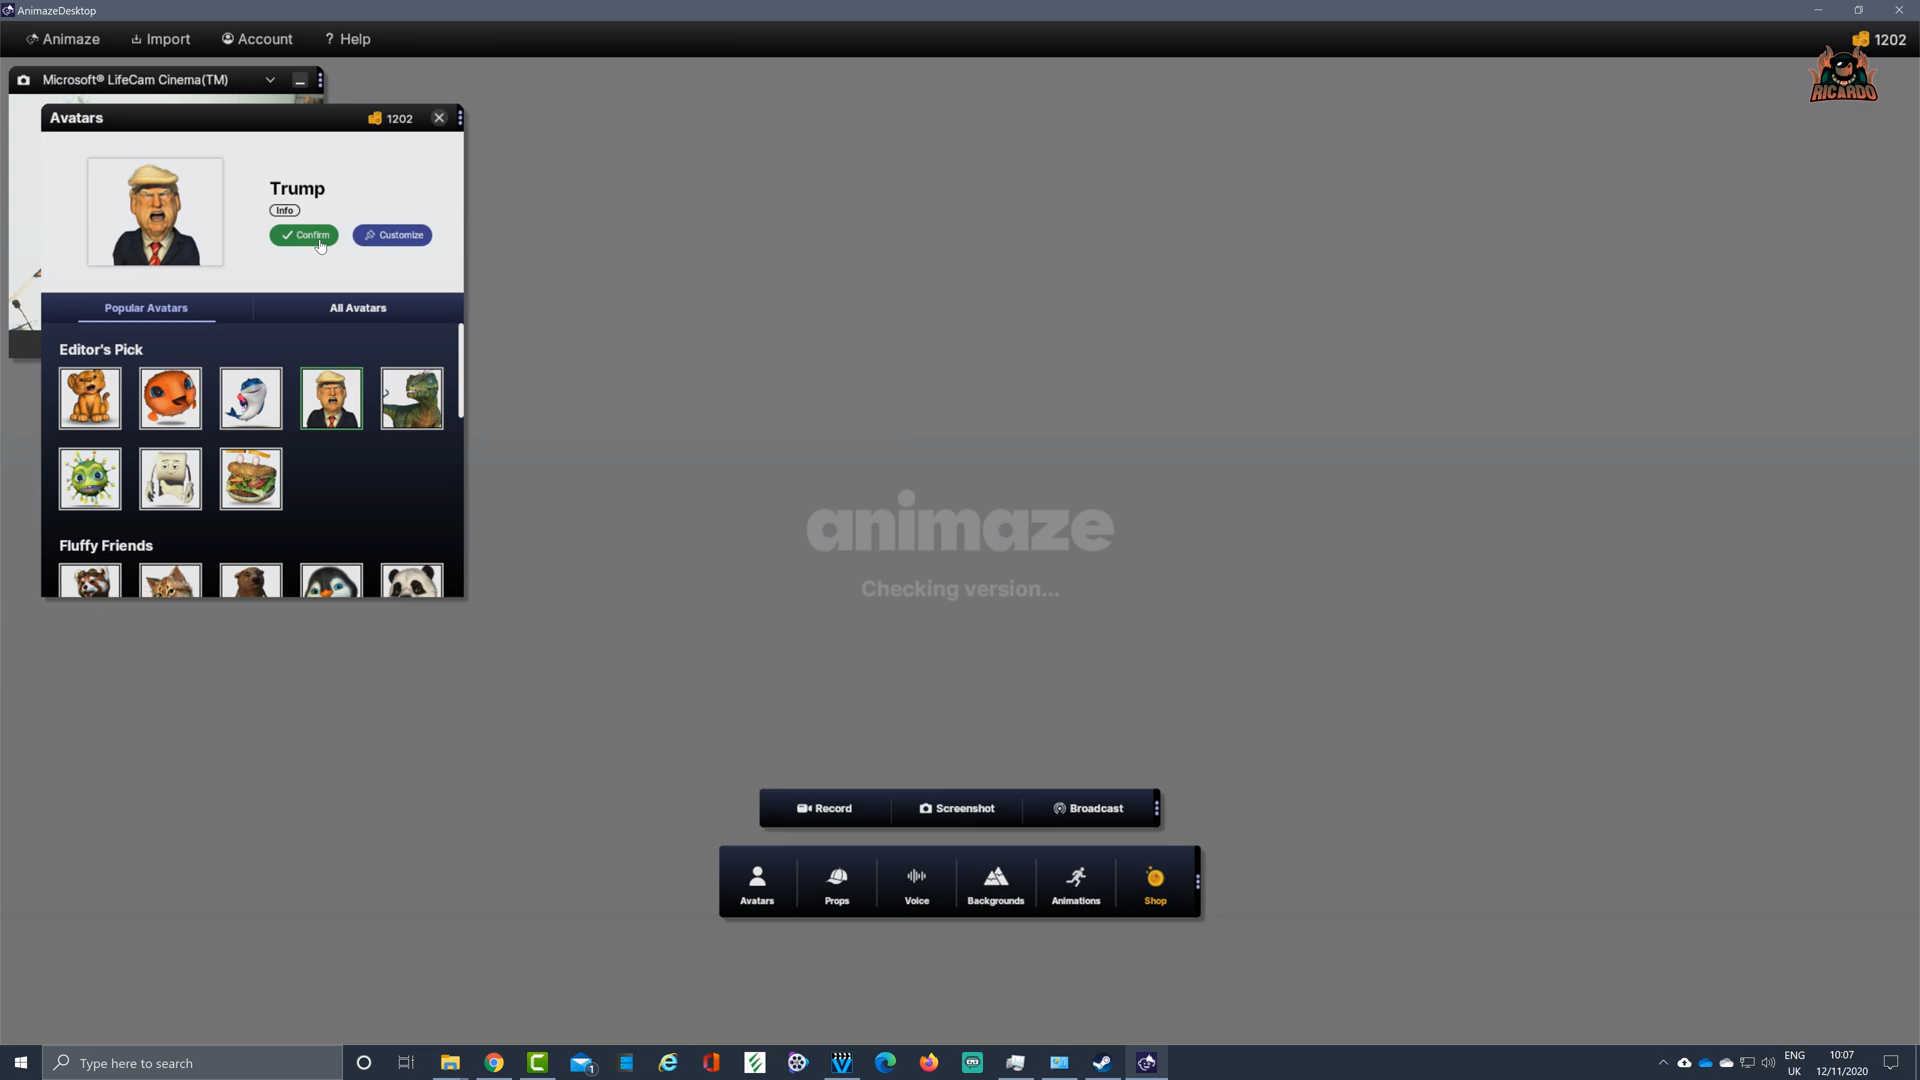 AnimazeDesktop
Animaze Import Account ? Help 1202
RICARDO
Microsoft® LifeCam Cinema(TM)
Avatars 1202
Trump
Info
Confirm Customize
Popular Avatars All Avatars
Editor's Pick
Fluffy Friends
animaze
Checking version...
Record Screenshot Broadcast
Avatars Props Voice Backgrounds Animations Shop
Type here to search
1
ENG
UK
10:07
12/11/2020